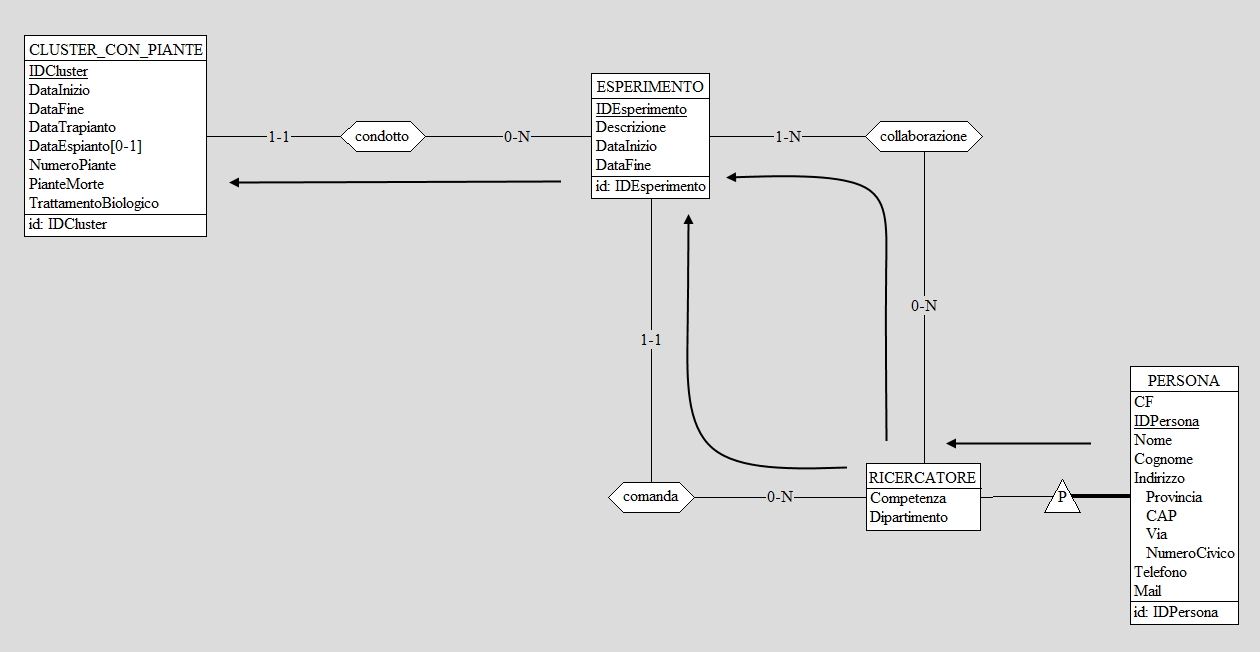 CLUSTER_CON_PIANTE
IDCluster
DataInizio
DataFine
DataTrapianto
DataEspianto[0-1]
NumeroPiante
PianteMorte
TrattamentoBiologico
id: IDCluster
1-1
condotto
0-N
ESPERIMENTO
IDEsperimento
Descrizione
DataInizio
DataFine
id: IDEsperimento
1-N
collaborazione
0-N
1-1
comanda
0-N
RICERCATORE
Competenza
Dipartimento
P
PERSONA
CF
IDPersona
Nome
Cognome
Indirizzo
Provincia
CAP
Via
NumeroCivico
Telefono
Mail
id: IDPersona